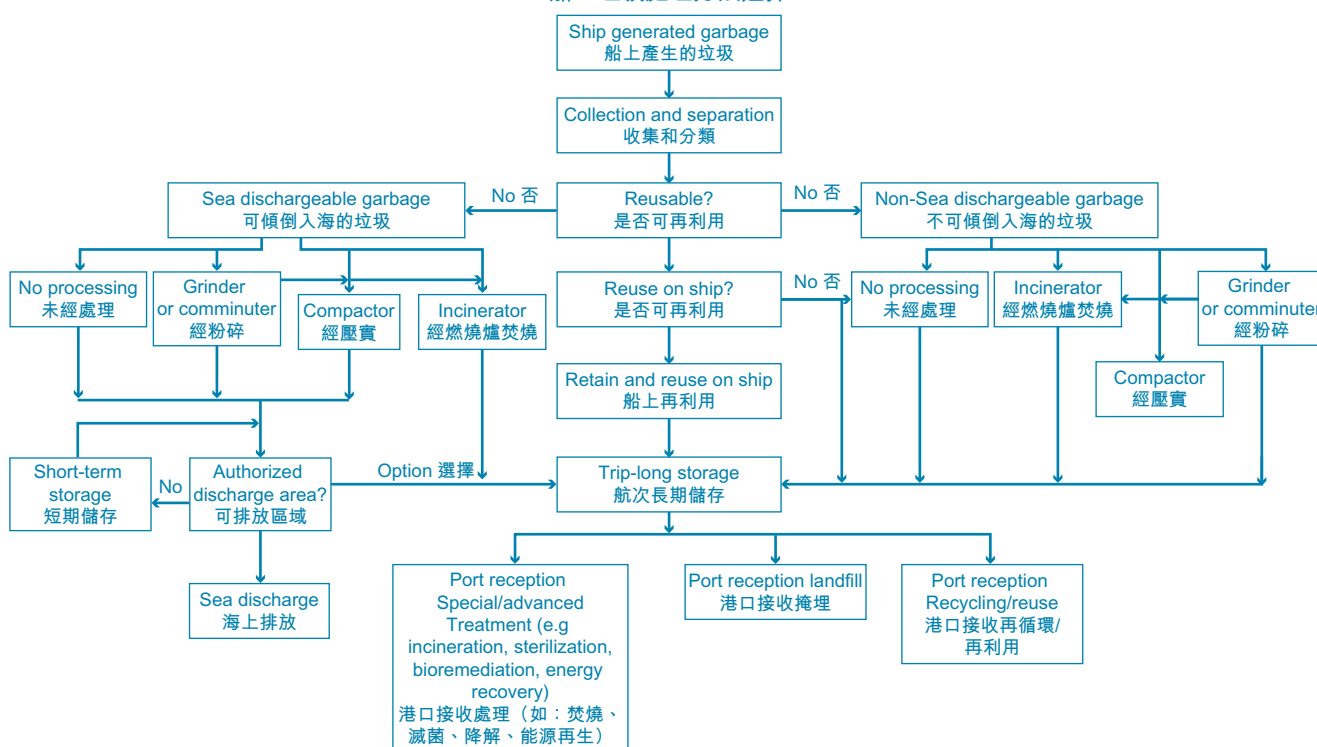 Ship generated garbage
船上產生的垃圾
Collection and separation
收集和分類
Sea dischargeable garbage
可傾倒入海的垃圾
No 否
Reusable?
是否可再利用
No 否
Non-Sea dischargeable garbage
不可傾倒入海的垃圾
No processing
未經處理
Grinder
or comminuter
經粉碎
Compactor
經壓實
Incinerator
經燃燒爐焚燒
Reuse on ship?
是否可再利用
No 否
No processing
未經處理
Incinerator
經燃燒爐焚燒
Grinder
or comminuter
經粉碎
Compactor
經壓實
Retain and reuse on ship
船上再利用
Short-term
storage
短期儲存
No
Authorized
discharge area?
可排放區域
Option 選擇
Trip-long storage
航次長期儲存
Sea discharge
海上排放
Port reception
Special/advanced
Treatment (e.g
incineration, sterilization,
bioremediation, energy
recovery)
港口接收處理（如：焚燒、
滅菌、降解、能源再生）
Port reception landfill
港口接收掩埋
Port reception
Recycling/reuse
港口接收再循環/
再利用